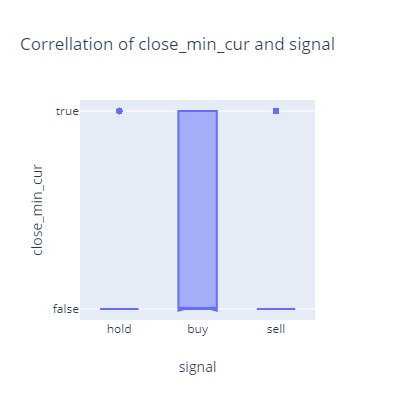 Correllation of close_min_cur and signal
true
close_min_cur
false
hold buy sell
signal